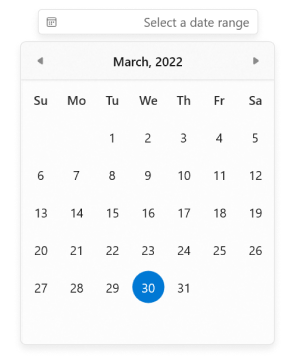 Select a date range
March, 2022
Su Mo Tu We Th Fr Sa
1 2 3 4 5
6 7 8 9 10 11 12
13 14 15 16 17 18 19
20 21 22 23 24 25 26
27 28 29 30 31